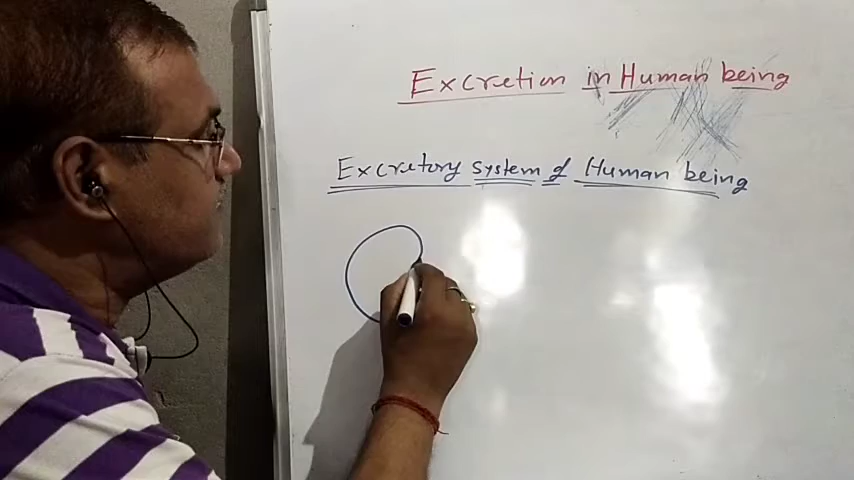 Excretion in Human being
Excretory System of Human being